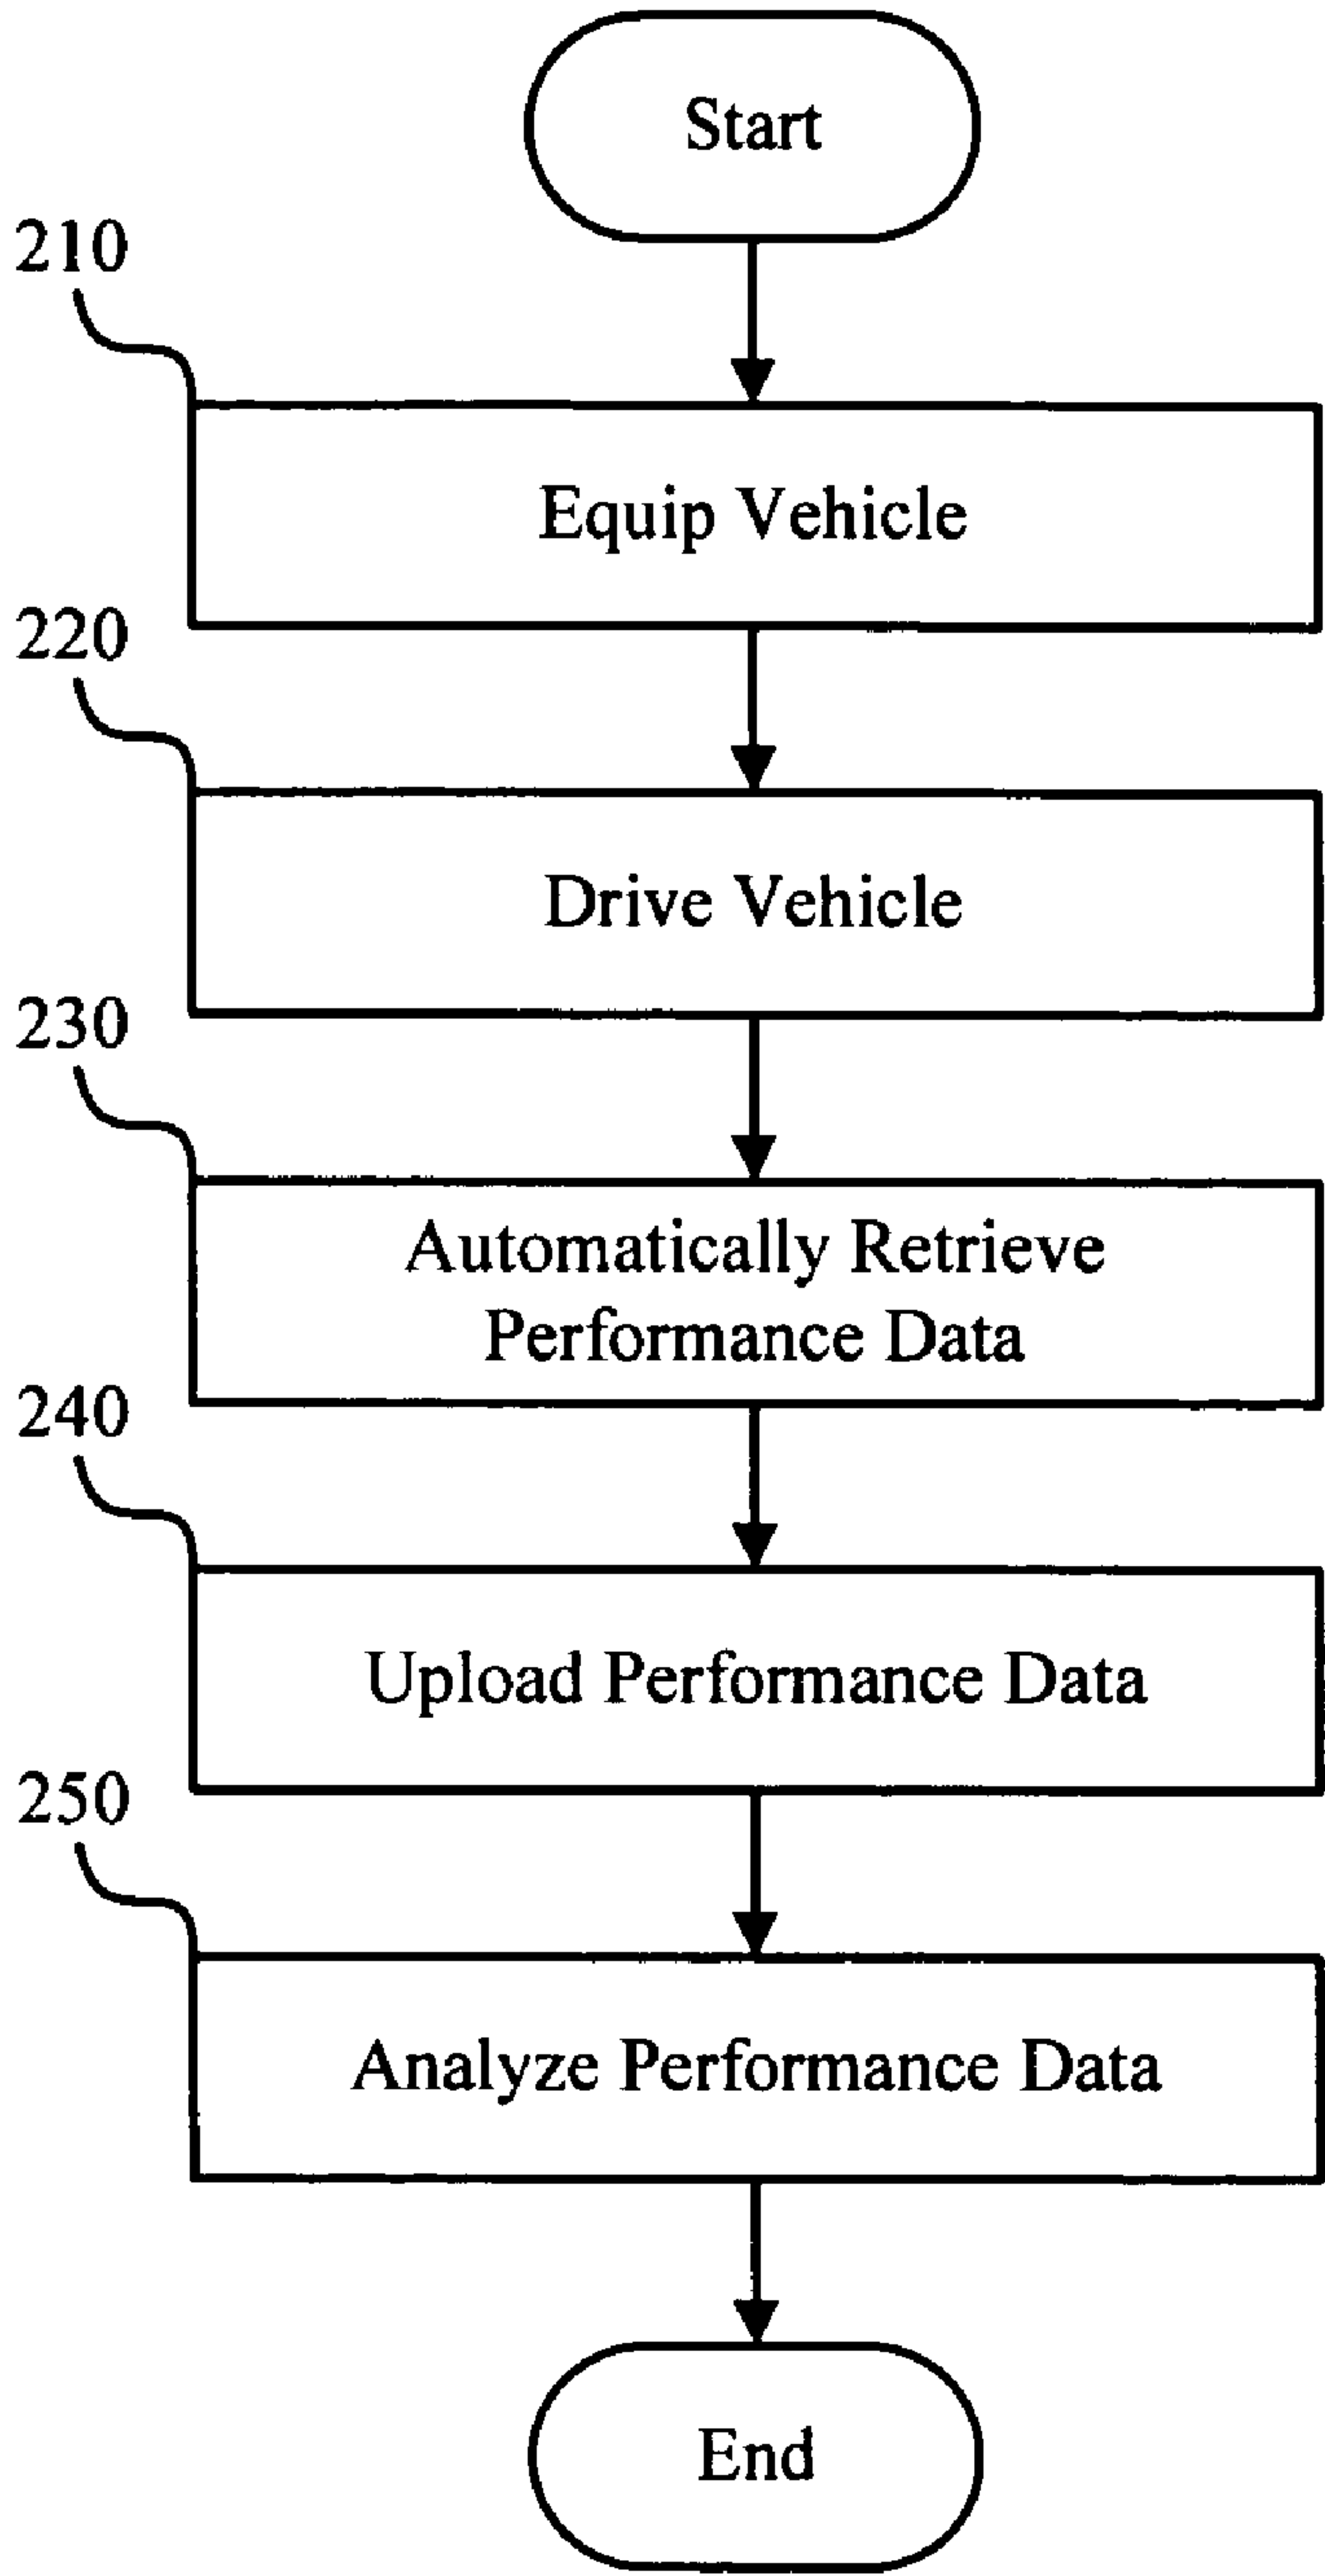 Start
210
Equip Vehicle
220
Drive Vehicle
230
Automatically Retrieve
Performance Data
240
Upload Performance Data
250
Analyze Performance Data
End